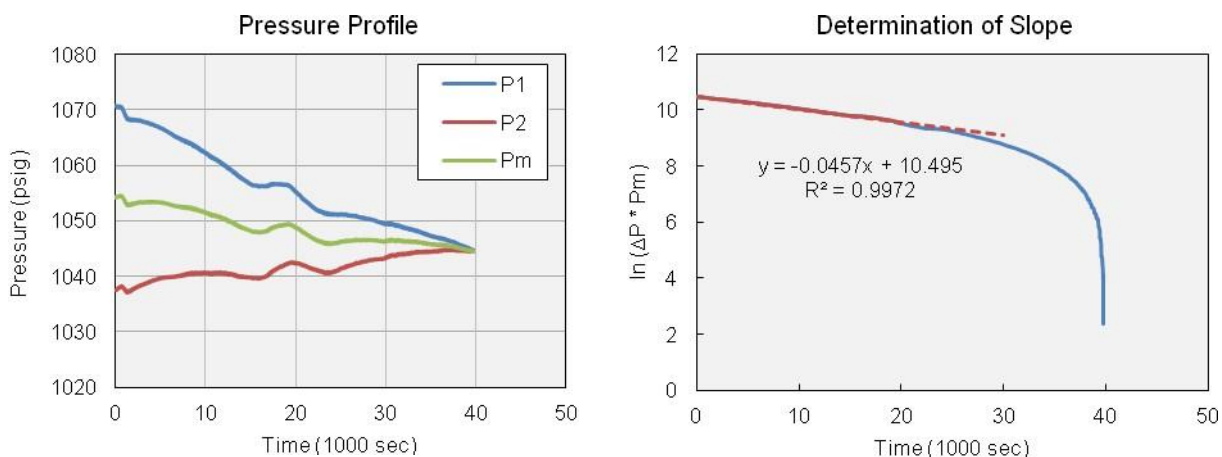 Pressure Profile
1080
1070
1060
1050
1040
1030
1020
0 10 20 30 40 50
Pressure (psig)
Time (1000 sec)
P1
P2
Pm
Determination of Slope
12
10
8
6
4
2
0
0 10 20 30 40 50
ln (ΔP * Pm)
Time (1000 sec)
y = -0.0457x + 10.495
R² = 0.9972